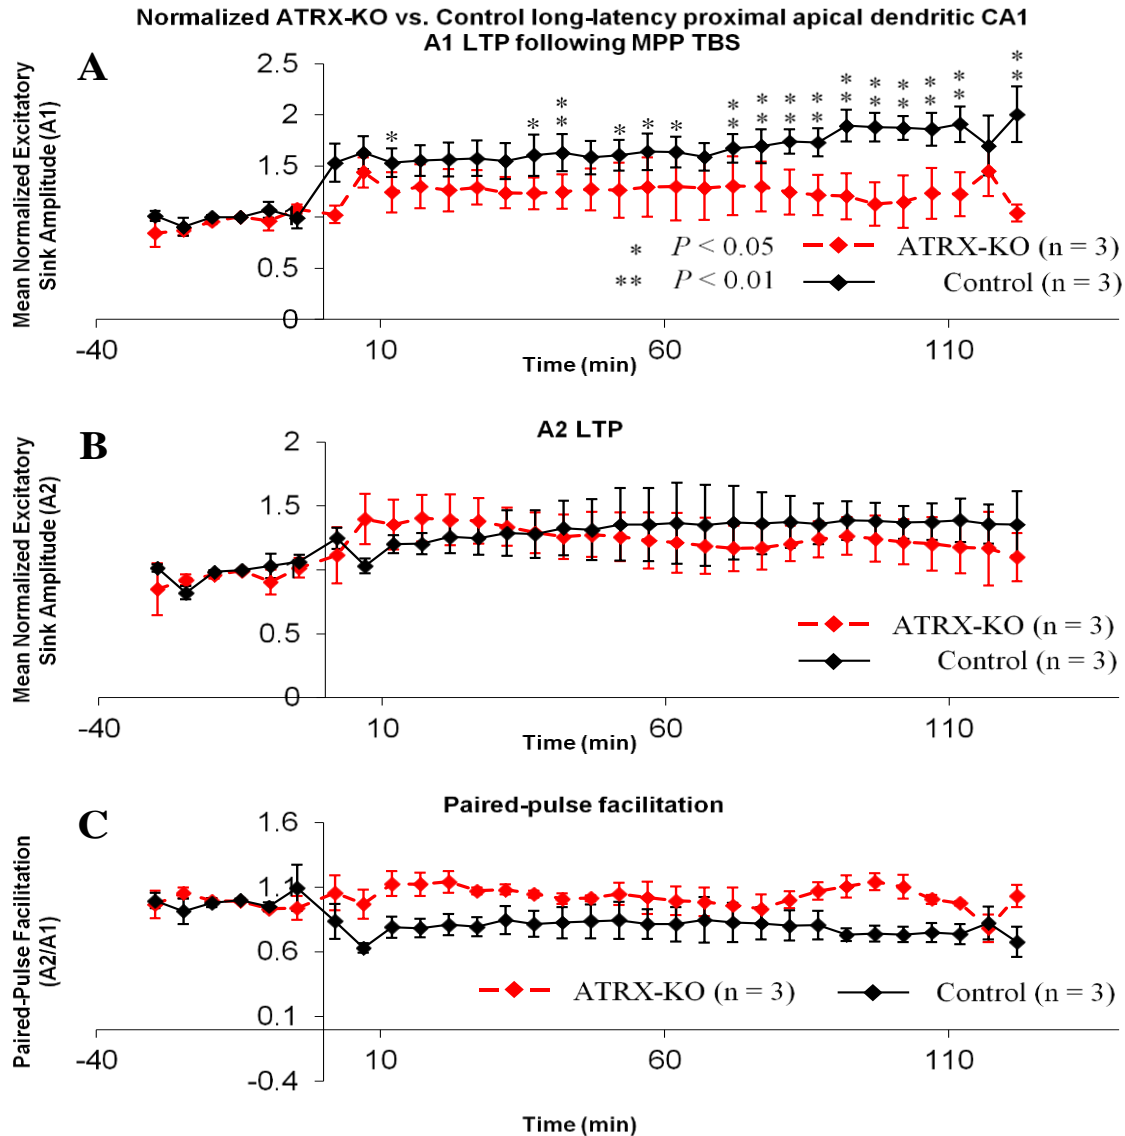 Normalized ATRX-KO vs. Control long-latency proximal apical dendritic CA1
A1 LTP following MPP TBS
A
Mean Normalized Excitatory
Sink Amplitude (A1)
2.5
2
1.5
0.5
0
* ** * ** * * * ** ** ** ** ** ** ** ** ** **
* P < 0.05
** P < 0.01
ATRX-KO (n = 3)
Control (n = 3)
-40 10 60 110
Time (min)
B
A2 LTP
Mean Normalized Excitatory
Sink Amplitude (A2)
2
1.5
0.5
0
ATRX-KO (n = 3)
Control (n = 3)
-40 10 60 110
Time (min)
C
Paired-pulse facilitation
Paired-Pulse Facilitation
(A2/A1)
1.6
1.1
0.6
0.1
-0.4
ATRX-KO (n = 3) Control (n = 3)
-40 10 60 110
Time (min)